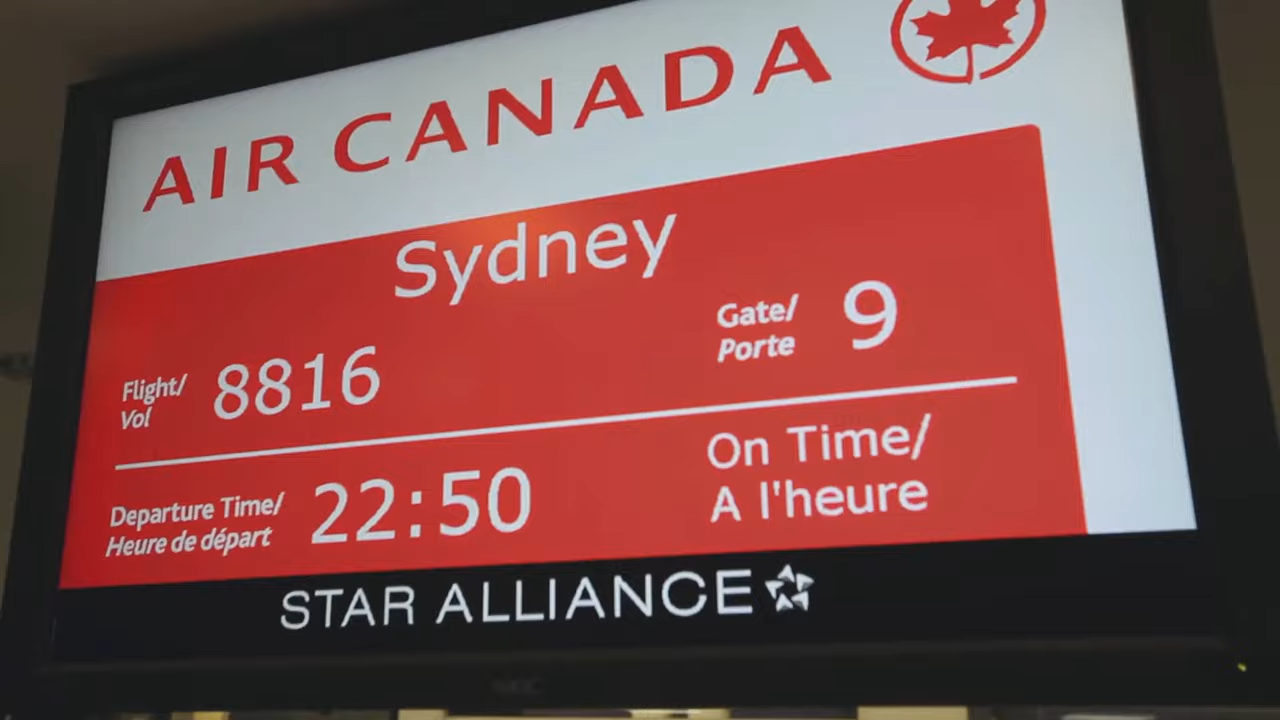 AIR CANADA
Sydney
Flight/ 8816
Vol
Gate/ 9
Porte
Departure Time/ 22:50
Heure de départ
On Time/
A l'heure
STAR ALLIANCE